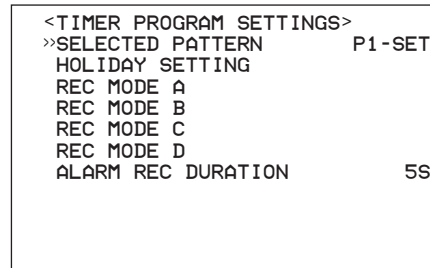 <TIMER PROGRAM SETTINGS>
»SELECTED PATTERN P1-SET
HOLIDAY SETTING
REC MODE A
REC MODE B
REC MODE C
REC MODE D
ALARM REC DURATION 5S